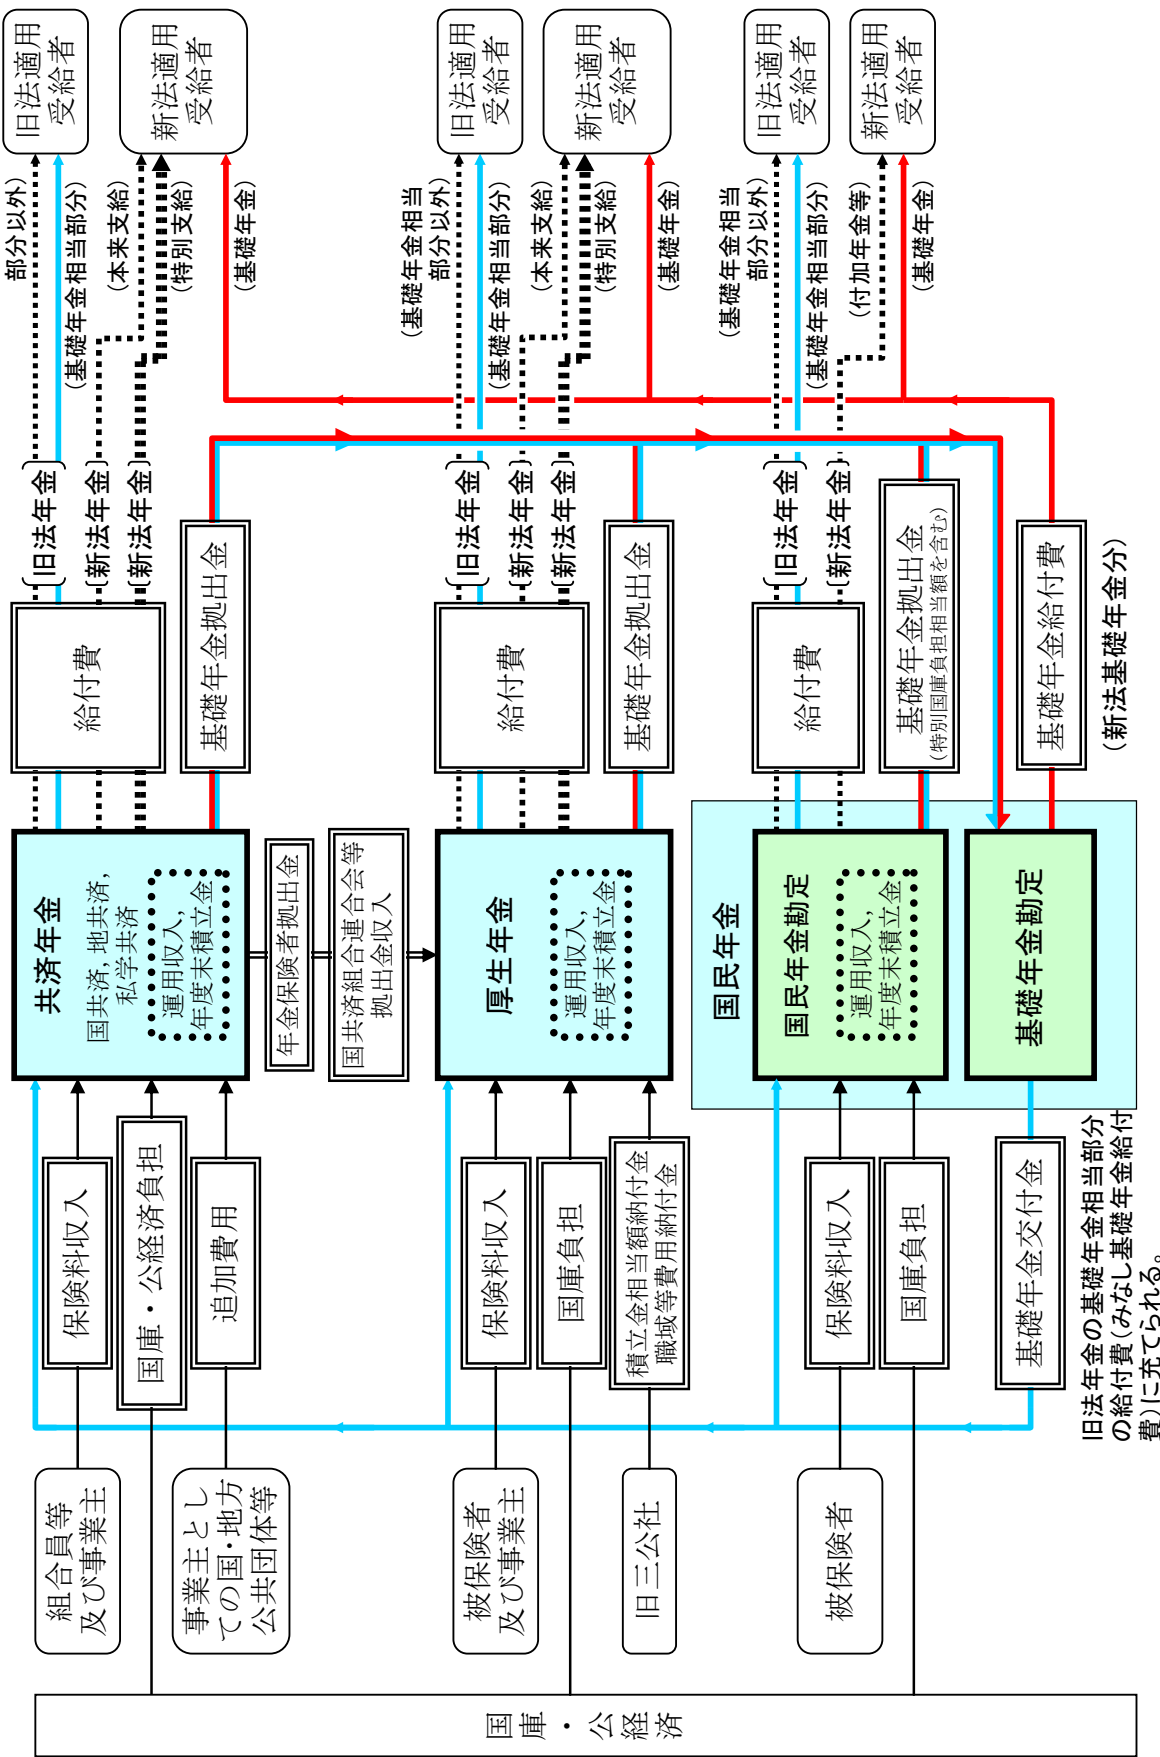 国庫・公経済
組合員等
及び事業主
事業主とし
ての国・地方
公共団体等
被保険者
及び事業主
旧三公社
被保険者
保険料収入
国庫・公経済負担
追加費用
保険料収入
国庫負担
積立金相当額納付金
職域等費用納付金
保険料収入
国庫負担
基礎年金交付金
旧法年金の基礎年金相当部分
の給付費(みなし基礎年金給付
費)に充てられる。
共済年金
国共済, 地共済,
私学共済
運用収入,
年度末積立金
年金保険者拠出金
国共済組合連合会等
拠出金収入
厚生年金
運用収入,
年度末積立金
国民年金
国民年金勘定
運用収入,
年度末積立金
基礎年金勘定
給付費
基礎年金拠出金
給付費
基礎年金拠出金
給付費
基礎年金拠出金
(特別国庫負担相当額を含む)
基礎年金給付費
(新法基礎年金分)
旧法年金
新法年金
新法年金
旧法年金
新法年金
新法年金
旧法年金
新法年金
部分以外)
(基礎年金相当部分)
(本来支給)
(特別支給)
(基礎年金)
(基礎年金相当
部分以外)
(基礎年金相当部分)
(本来支給)
(特別支給)
(基礎年金)
(基礎年金相当
部分以外)
(基礎年金相当部分)
(付加年金等)
(基礎年金)
旧法適用
受給者
新法適用
受給者
旧法適用
受給者
新法適用
受給者
旧法適用
受給者
新法適用
受給者